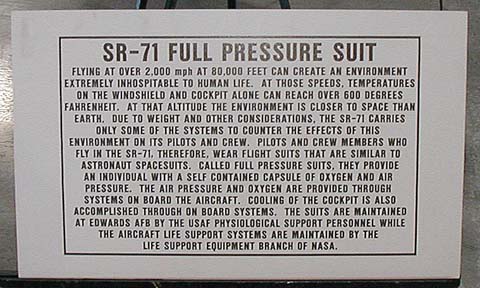 SR-71 FULL PRESSURE SUIT
FLYING AT OVER 2,000 mph AT 80,000 FEET CAN CREATE AN ENVIRONMENT
EXTREMELY INHOSPITABLE TO HUMAN LIFE. AT THOSE SPEEDS, TEMPERATURES
ON THE WINDSHIELD AND COCKPIT ALONE CAN REACH OVER 600 DEGREES
FAHRENHEIT. AT THAT ALTITUDE THE ENVIRONMENT IS CLOSER TO SPACE THAN
EARTH. DUE TO WEIGHT AND OTHER CONSIDERATIONS, THE SR-71 CARRIES
ONLY SOME OF THE SYSTEMS TO COUNTER THE EFFECTS OF THIS
ENVIRONMENT ON ITS PILOTS AND CREW. PILOTS AND CREW MEMBERS WHO
FLY IN THE SR-71, THEREFORE, WEAR FLIGHT SUITS THAT ARE SIMILAR TO
ASTRONAUT SPACESUITS. CALLED FULL PRESSURE SUITS, THEY PROVIDE
AN INDIVIDUAL WITH A SELF CONTAINED CAPSULE OF OXYGEN AND AIR
PRESSURE. THE AIR PRESSURE AND OXYGEN ARE PROVIDED THROUGH
SYSTEMS ON BOARD THE AIRCRAFT. COOLING OF THE COCKPIT IS ALSO
ACCOMPLISHED THROUGH ON BOARD SYSTEMS. THE SUITS ARE MAINTAINED
AT EDWARDS AFB BY THE USAF PHYSIOLOGICAL SUPPORT PERSONNEL WHILE
THE AIRCRAFT LIFE SUPPORT SYSTEMS ARE MAINTAINED BY THE
LIFE SUPPORT EQUIPMENT BRANCH OF NASA.